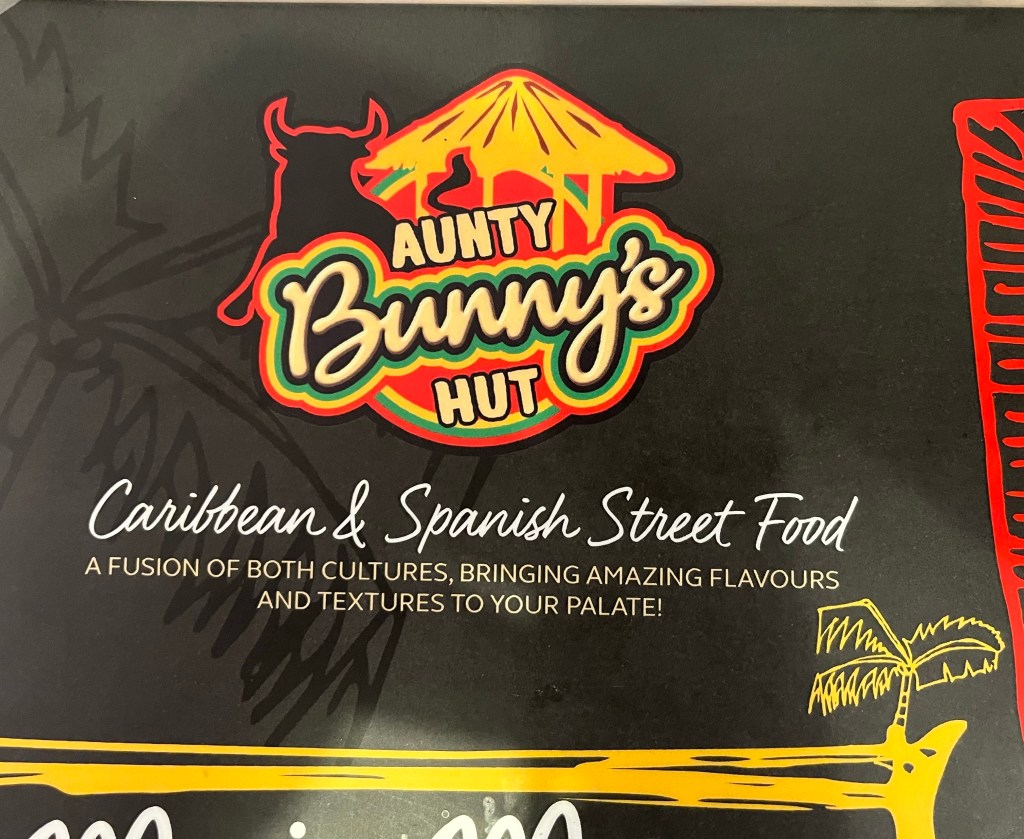 AUNTY
Bunny's
HUT
Caribbean & Spanish Street Food
A FUSION OF BOTH CULTURES, BRINGING AMAZING FLAVOURS
AND TEXTURES TO YOUR PALATE!